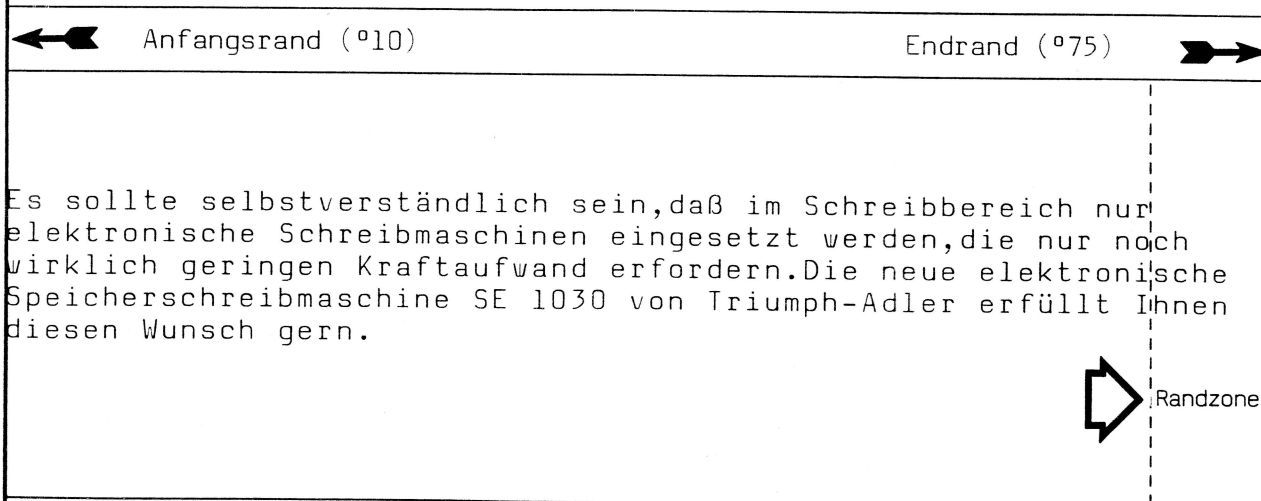 Anfangsrand (º10) Endrand (º75)
Es sollte selbstverständlich sein,daß im Schreibbereich nur
elektronische Schreibmaschinen eingesetzt werden,die nur noch
wirklich geringen Kraftaufwand erfordern.Die neue elektronische
Speicherschreibmaschine SE 1030 von Triumph-Adler erfüllt Ihnen
diesen Wunsch gern.
Randzone